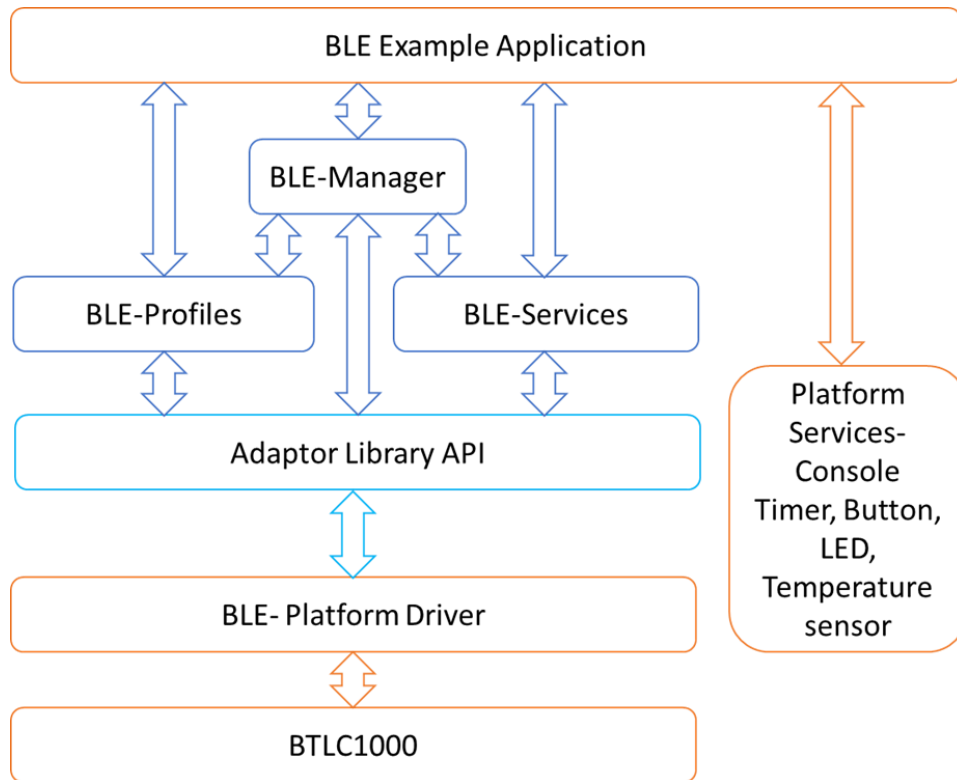 BLE Example Application
BLE-Manager
BLE-Profiles
BLE-Services
Adaptor Library API
Platform
Services-
Console
Timer, Button,
LED,
Temperature
sensor
BLE- Platform Driver
BTLC1000